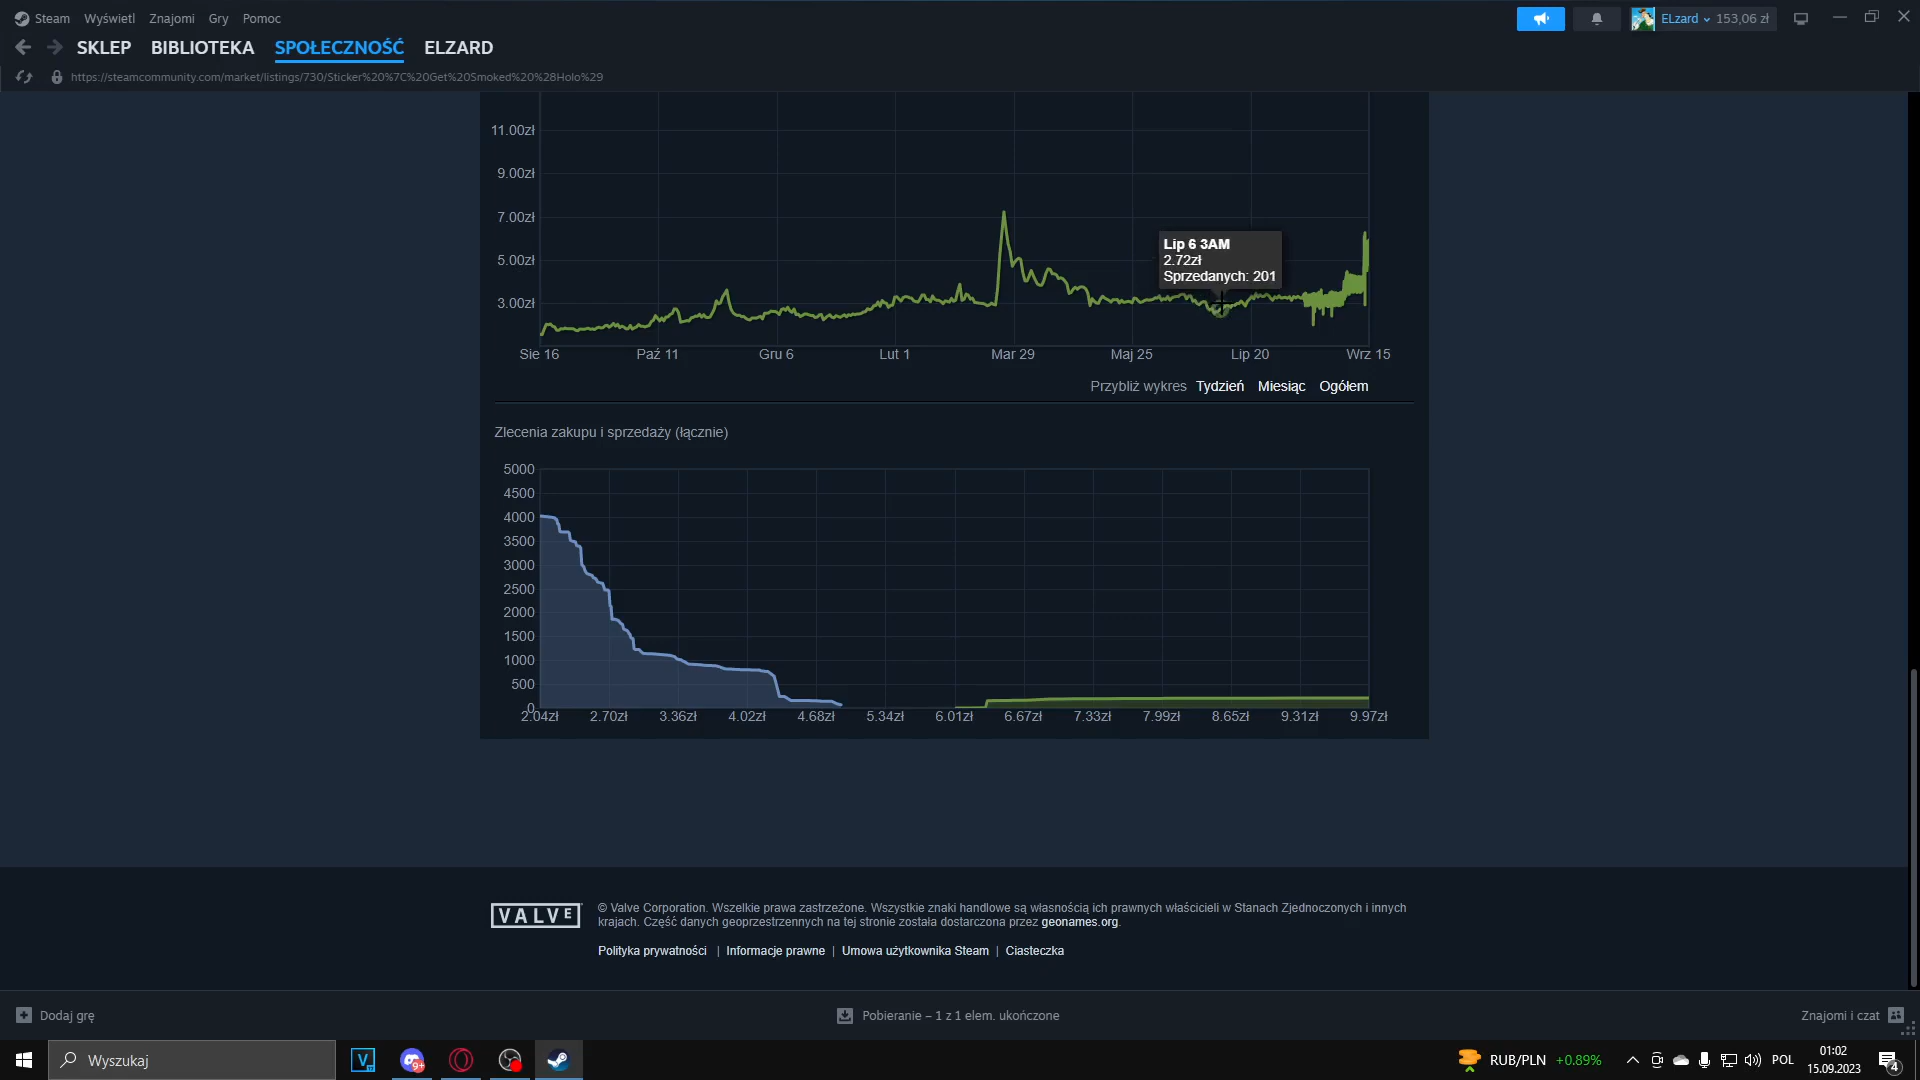 Steam Wyświetl Znajomi Gry Pomoc
ELzard 153,06 zł
SKLEP BIBLIOTEKA SPOŁECZNOŚĆ ELZARD
https://steamcommunity.com/market/listings/730/Sticker%20%7C%20Get%20Smoked%20%28Holo%29
11.00zł
9.00zł
7.00zł
5.00zł
3.00zł
Lip 6 3AM
2.72zł
Sprzedanych: 201
Sie 16 Paź 11 Gru 6 Lut 1 Mar 29 Maj 25 Lip 20 Wrz 15
Przybliż wykres Tydzień Miesiąc Ogółem
Zlecenia zakupu i sprzedaży (łącznie)
5000
4500
4000
3500
3000
2500
2000
1500
1000
500
0
2.04zł 2.70zł 3.36zł 4.02zł 4.68zł 5.34zł 6.01zł 6.67zł 7.33zł 7.99zł 8.65zł 9.31zł 9.97zł
VALVE
© Valve Corporation. Wszelkie prawa zastrzeżone. Wszystkie znaki handlowe są własnością ich prawnych właścicieli w Stanach Zjednoczonych i innych
krajach. Część danych geoprzestrzennych na tej stronie została dostarczona przez geonames.org.
Polityka prywatności | Informacje prawne | Umowa użytkownika Steam | Ciasteczka
Dodaj grę
Pobieranie – 1 z 1 elem. ukończone
Znajomi i czat
Wyszukaj
V
9+
RUB/PLN +0.89%
POL
01:02
15.09.2023
4